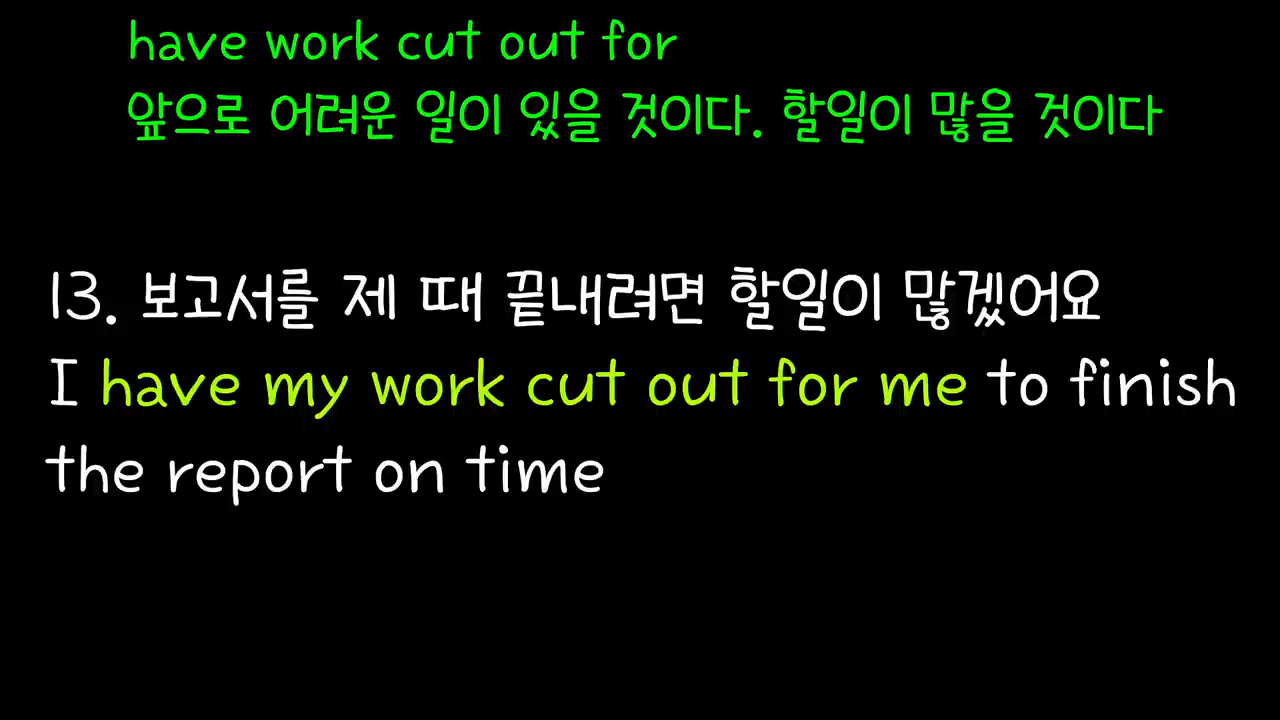 have work cut out for
앞으로 어려운 일이 있을 것이다. 할일이 많을 것이다
13. 보고서를 제 때 끝내려면 할일이 많겠어요
I have my work cut out for me to finish
the report on time